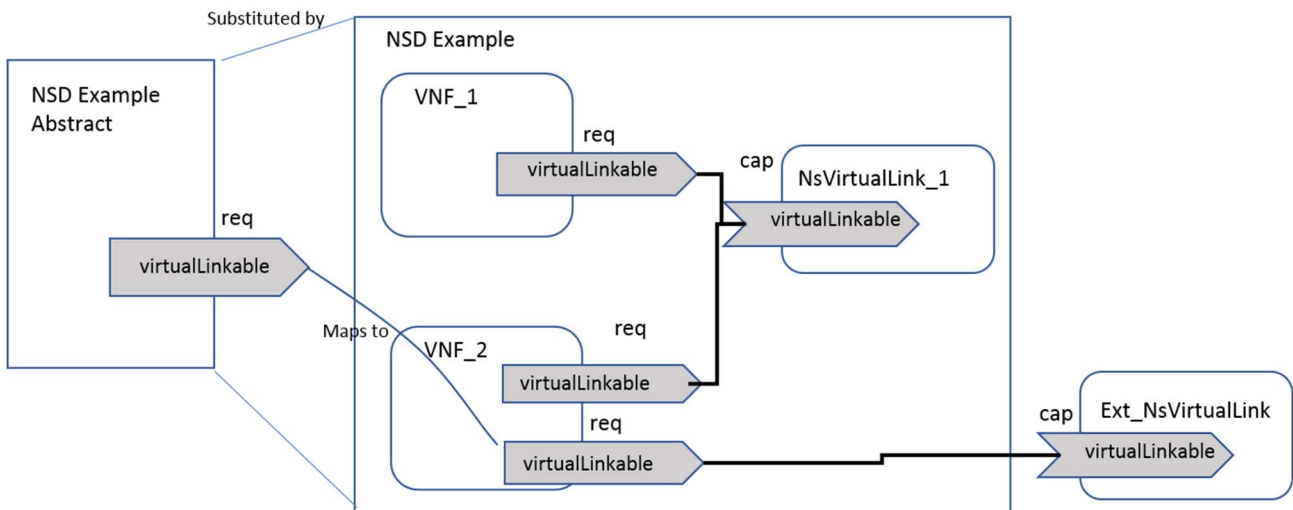 Substituted by
NSD Example
Abstract
req
virtualLinkable
Maps to
NSD Example
VNF_1
req
virtualLinkable
cap
NsVirtualLink_1
virtualLinkable
VNF_2
req
virtualLinkable
req
virtualLinkable
cap
Ext_NsVirtualLink
virtualLinkable